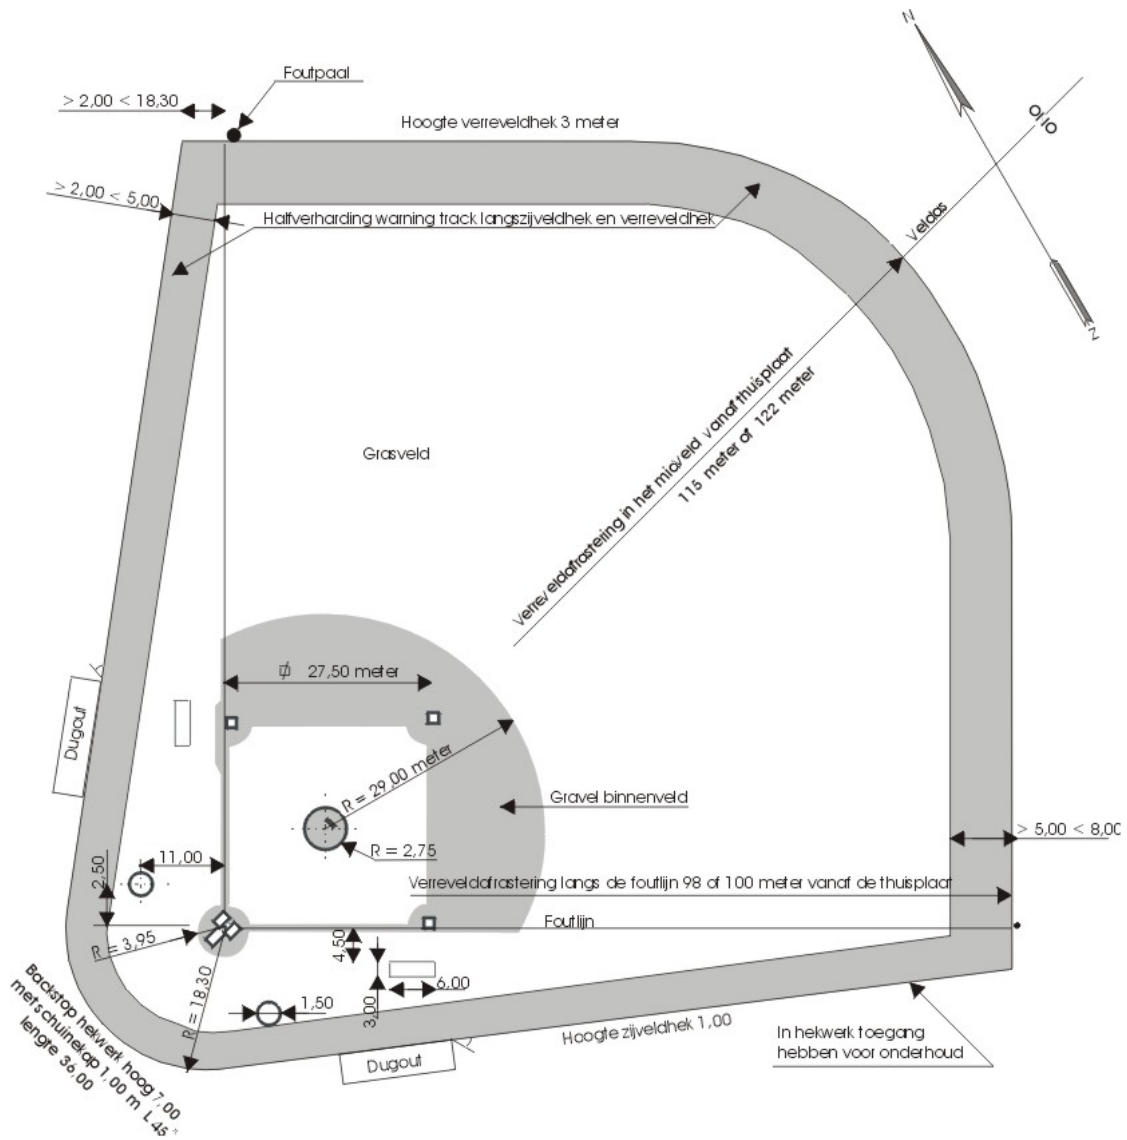 N
Foutpaal
> 2,00 < 18,30
Hoogte verreveldhek 3 meter
OHO
> 2,00 < 5,00
Halfverharding warning track langszijveldhek en verreveldhek
Veldas
Z
Verreveldafrastering in het midveld vanaf thuisplaat
115 meter of 122 meter
Grasveld
27,50 meter
Dugout
R = 29,00 meter
Gravel binnenveld
> 5,00 < 8,00
R = 2,75
11,00
2,50
Verreveldafrastering langs de foutlijn 98 of 100 meter vanaf de thuisplaat
Foutlijn
R = 3,95
4,50
R = 18,30
6,00
3,00
1,50
Backstop hekwerk hoog 7,00
metschuinekap 1,00 m L 45°
lengte 36,00
Hoogte zijveldhek 1,00
In hekwerk toegang
hebben voor onderhoud
Dugout